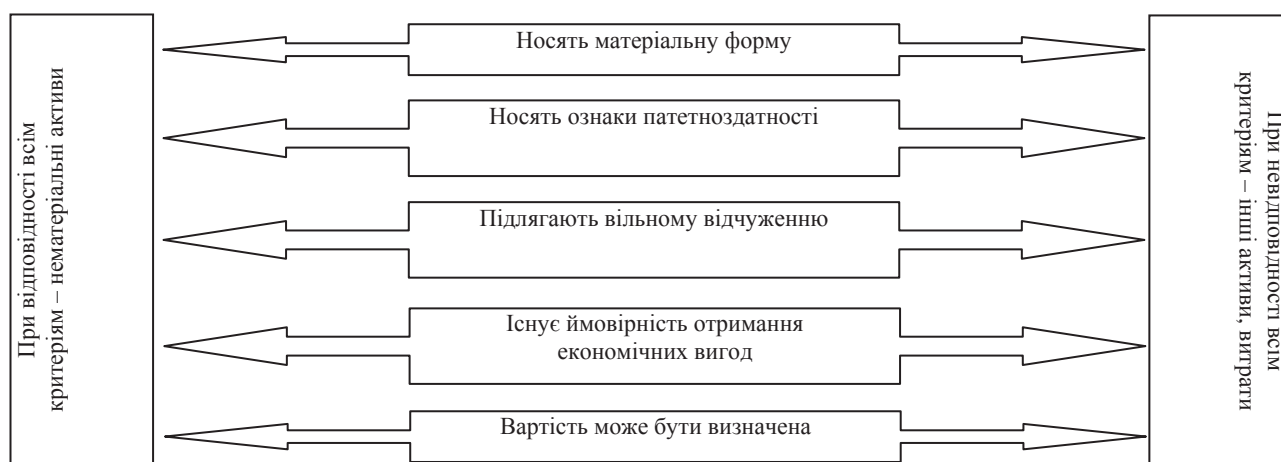 При відповідності всім
критеріям – нематеріальні активи
Носять матеріальну форму
Носять ознаки патетноздатності
Підлягають вільному відчуженню
Існує ймовірність отримання
економічних вигод
Вартість може бути визначена
При невідповідності всім
критеріям – інші активи, витрати